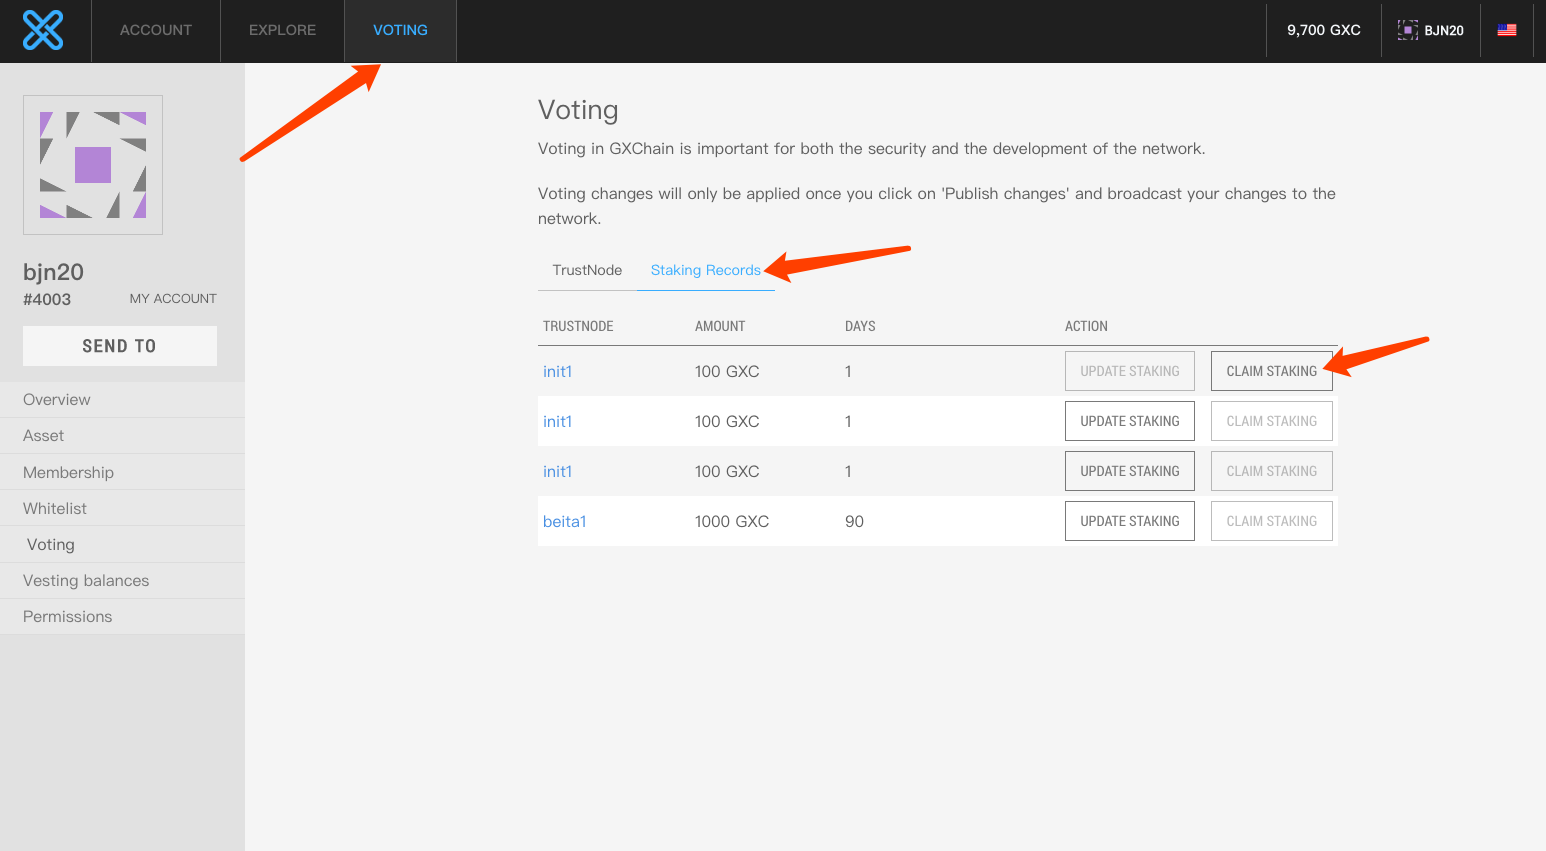 ACCOUNT EXPLORE VOTING 9,700 GXC BJN20
bjn20
#4003 MY ACCOUNT
SEND TO
Overview
Asset
Membership
Whitelist
Voting
Vesting balances
Permissions
Voting
Voting in GXChain is important for both the security and the development of the network.
Voting changes will only be applied once you click on 'Publish changes' and broadcast your changes to the
network.
TrustNode Staking Records
TRUSTNODE AMOUNT DAYS ACTION
init1 100 GXC 1 UPDATE STAKING CLAIM STAKING
init1 100 GXC 1 UPDATE STAKING CLAIM STAKING
init1 100 GXC 1 UPDATE STAKING CLAIM STAKING
beita1 1000 GXC 90 UPDATE STAKING CLAIM STAKING